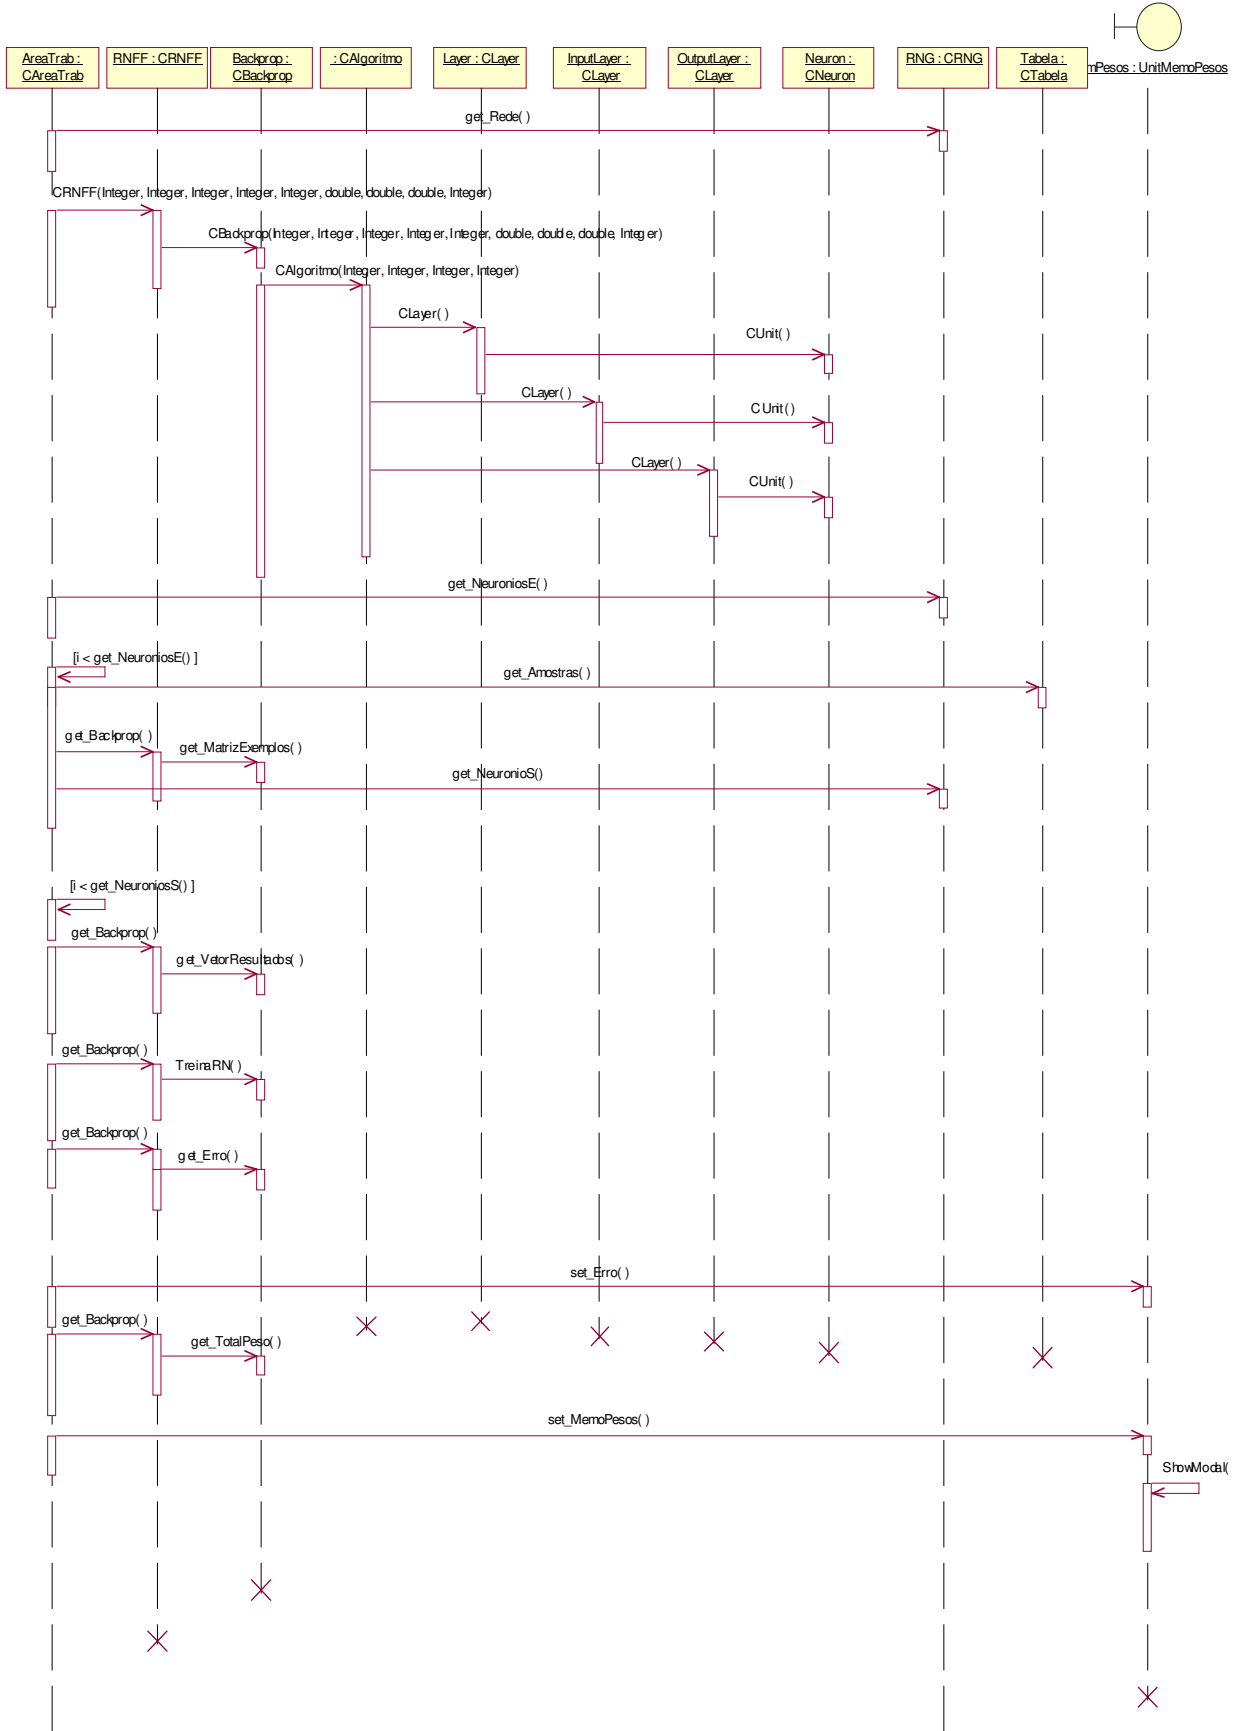 AreaTrab :
CAreaTrab
RNFF : CRNFF
Backprop :
CBackprop
: CAlgoritmo
Layer : CLayer
InputLayer :
CLayer
OutputLayer :
CLayer
Neuron :
CNeuron
RNG : CRNG
Tabela :
CTabela
mPesos : UnitMemoPesos
get_Rede( )
CRNFF(Integer, Integer, Integer, Integer, Integer, double, double, double, Integer)
CBackprop(Integer, Integer, Integer, Integer, Integer, double, double, double, Integer)
CAlgoritmo(Integer, Integer, Integer, Integer)
CLayer( )
CUnit( )
CLayer( )
CUnit( )
CLayer( )
CUnit( )
get_NeuroniosE( )
[i < get_NeuroniosE() ]
get_Amostras( )
get_Backprop( )
get_MatrizExemplos( )
get_NeuronioS()
[i < get_NeuroniosS() ]
get_Backprop( )
get_VetorResultados( )
get_Backprop( )
TreinaRN( )
get_Backprop( )
get_Erro( )
set_Erro( )
get_Backprop( )
get_TotalPeso( )
set_MemoPesos( )
ShowModal(